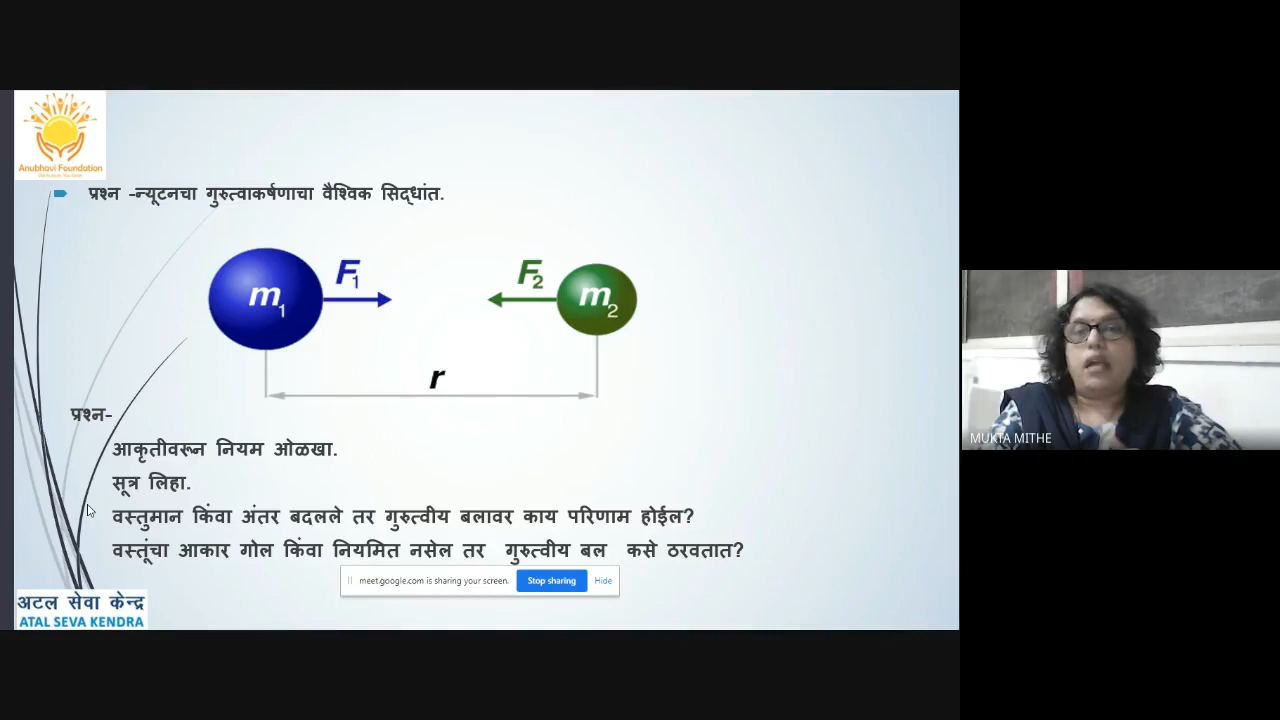 Anubhavi Foundation
प्रश्न -न्यूटनचा गुरुत्वाकर्षणाचा वैश्विक सिद्धांत.
F1
F2
m1
m2
r
प्रश्न-
आकृतीवरून नियम ओळखा.
सूत्र लिहा.
वस्तुमान किंवा अंतर बदलले तर गुरुत्वीय बलावर काय परिणाम होईल?
वस्तूंचा आकार गोल किंवा नियमित नसेल तर गुरुत्वीय बल कसे ठरवतात?
meet.google.com is sharing your screen. Stop sharing Hide
अटल सेवा केन्द्र
ATAL SEVA KENDRA
MUKTA MITHE